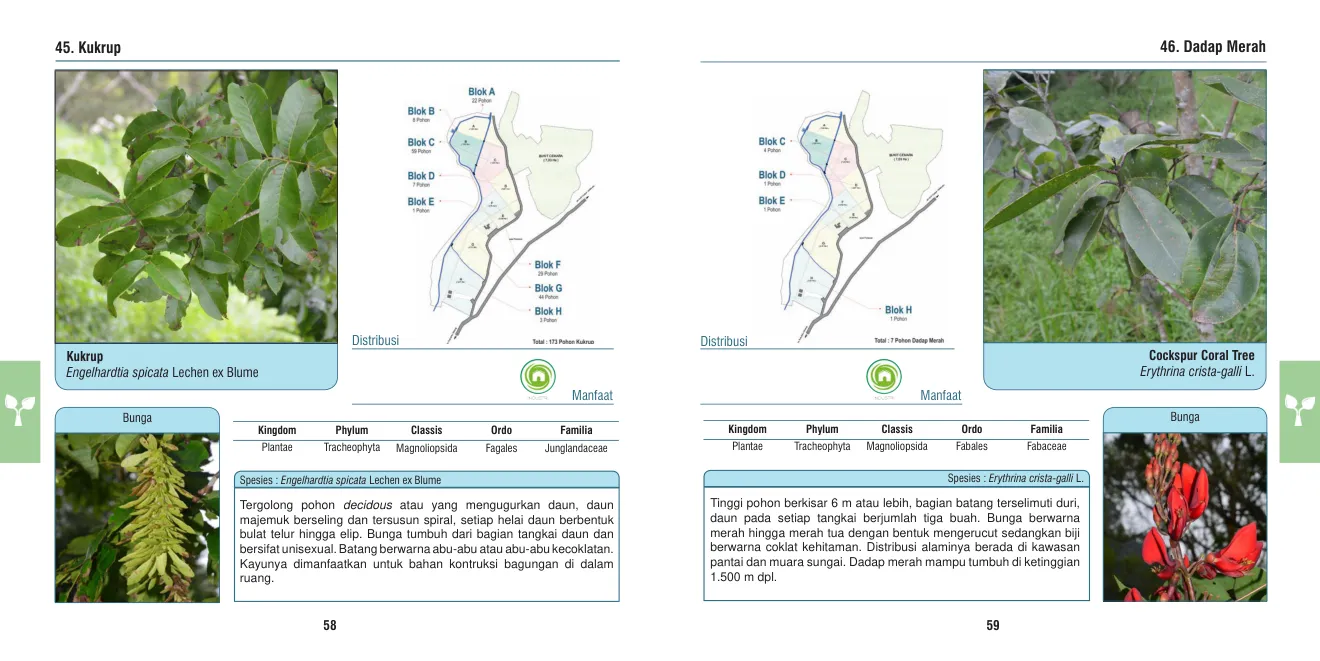 45. Kukrup
Blok A
22 Pohon
Blok B
8 Pohon
Blok C
59 Pohon
Blok D
7 Pohon
Blok E
1 Pohon
Blok F
29 Pohon
Blok G
44 Pohon
Blok H
3 Pohon
Distribusi
Total : 173 Pohon Kukrup
Kukrup
Engelhardtia spicata Lechen ex Blume
INDUSTRI
Manfaat
Bunga
Kingdom Phylum Classis Ordo Familia
Plantae Tracheophyta Magnoliopsida Fagales Junglandaceae
Spesies : Engelhardtia spicata Lechen ex Blume
Tergolong pohon decidous atau yang mengugurkan daun, daun
majemuk berseling dan tersusun spiral, setiap helai daun berbentuk
bulat telur hingga elip. Bunga tumbuh dari bagian tangkai daun dan
bersifat unisexual. Batang berwarna abu-abu atau abu-abu kecoklatan.
Kayunya dimanfaatkan untuk bahan kontruksi bagungan di dalam
ruang.
58
46. Dadap Merah
Blok C
4 Pohon
Blok D
1 Pohon
Blok E
1 Pohon
Blok H
1 Pohon
Distribusi
Total : 7 Pohon Dadap Merah
Cockspur Coral Tree
Erythrina crista-galli L.
INDUSTRI
Manfaat
Kingdom Phylum Classis Ordo Familia
Plantae Tracheophyta Magnoliopsida Fabales Fabaceae
Bunga
Spesies : Erythrina crista-galli L.
Tinggi pohon berkisar 6 m atau lebih, bagian batang terselimuti duri,
daun pada setiap tangkai berjumlah tiga buah. Bunga berwarna
merah hingga merah tua dengan bentuk mengerucut sedangkan biji
berwarna coklat kehitaman. Distribusi alaminya berada di kawasan
pantai dan muara sungai. Dadap merah mampu tumbuh di ketinggian
1.500 m dpl.
59